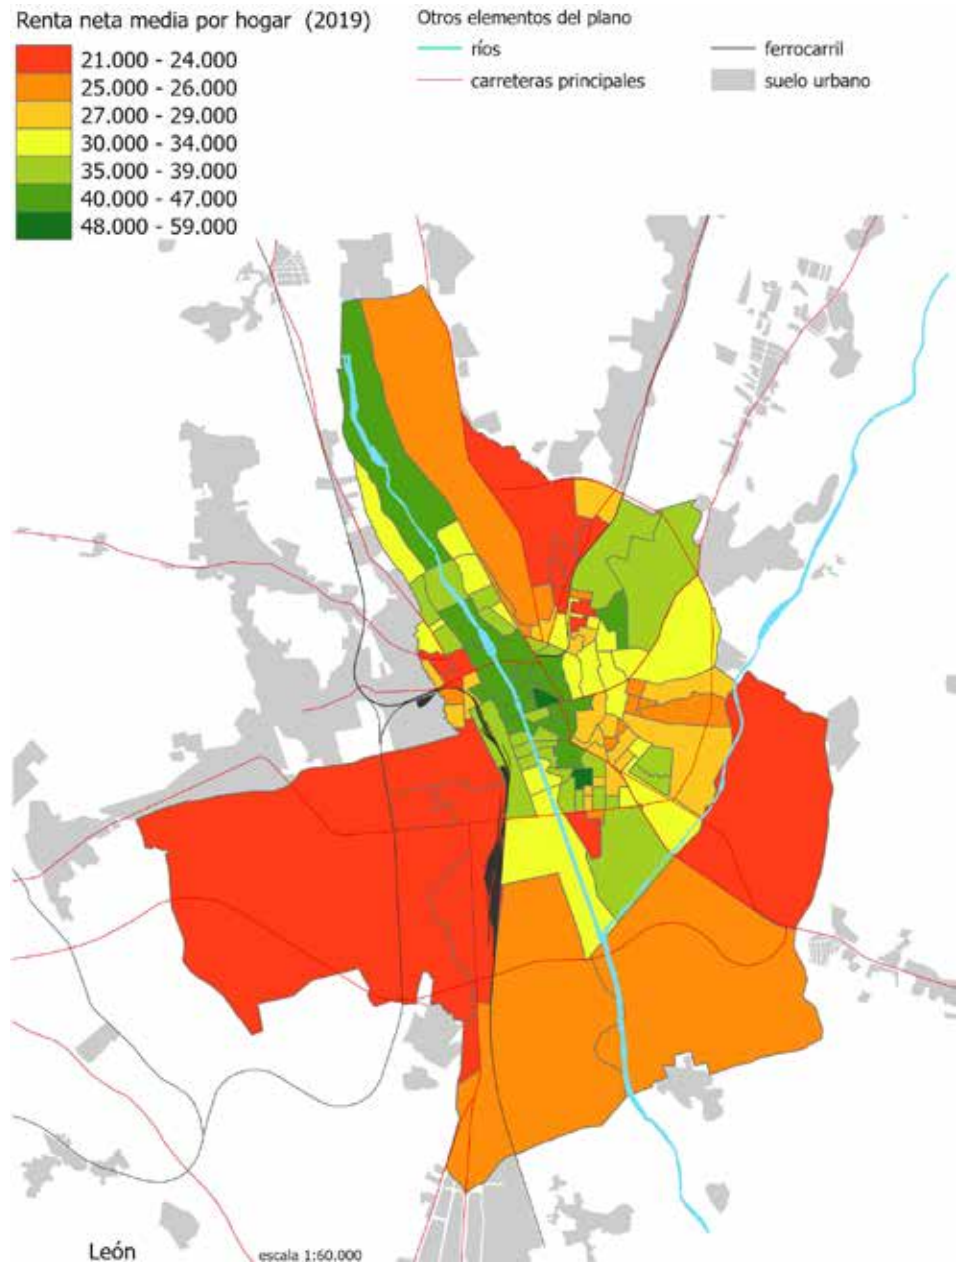 Renta neta media por hogar (2019)
21.000 - 24.000
25.000 - 26.000
27.000 - 29.000
30.000 - 34.000
35.000 - 39.000
40.000 - 47.000
48.000 - 59.000
Otros elementos del plano
ríos
carreteras principales
ferrocarril
suelo urbano
León
escala 1:60.000